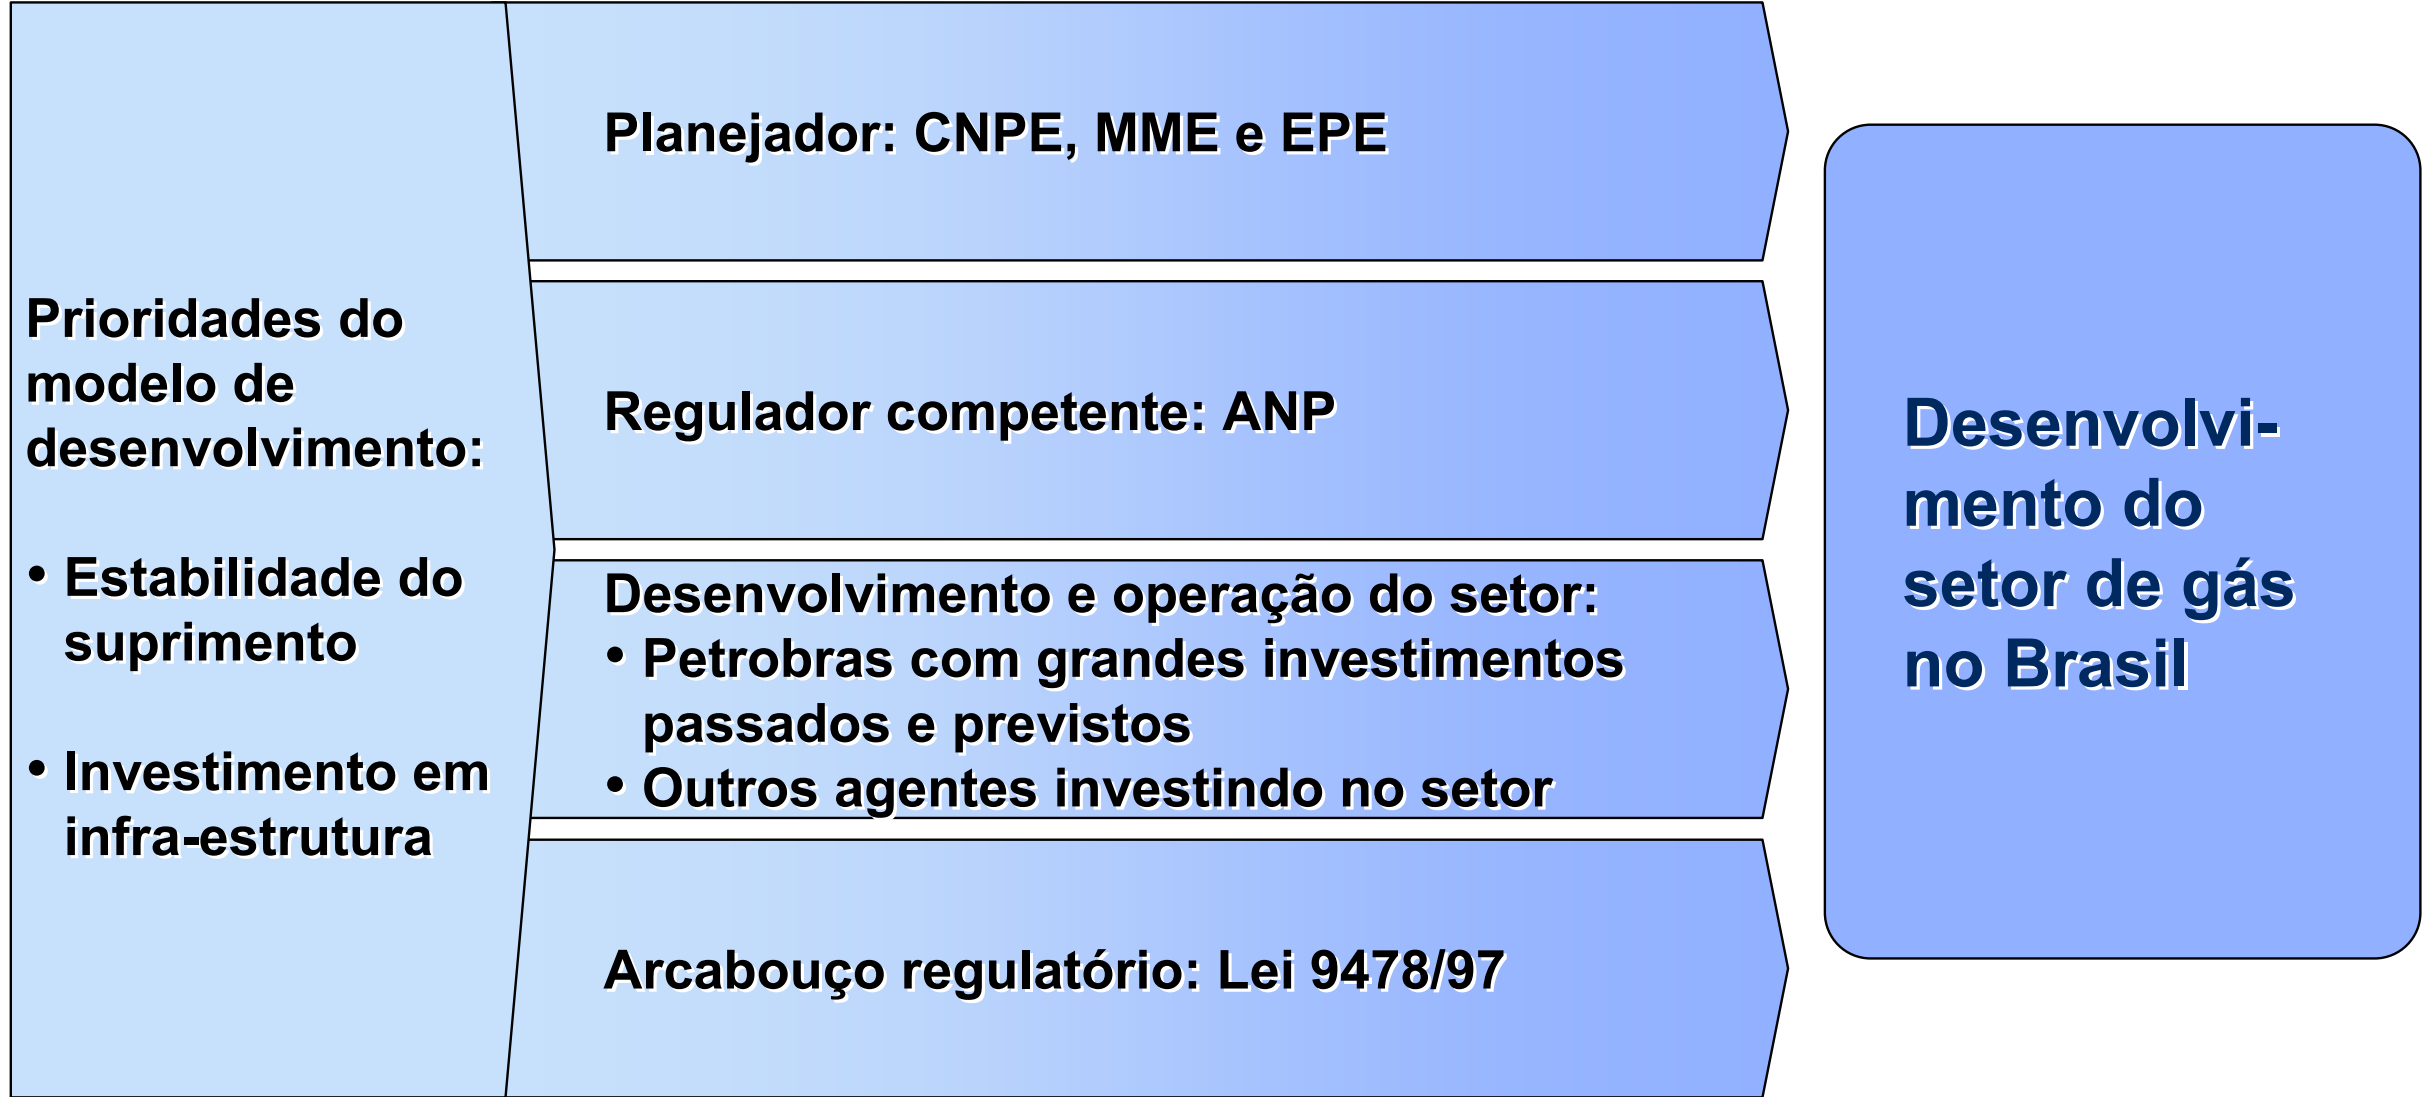 Prioridades do
modelo de
desenvolvimento:
• Estabilidade do
suprimento
• Investimento em
infra-estrutura
Planejador: CNPE, MME e EPE
Regulador competente: ANP
Desenvolvimento e operação do setor:
• Petrobras com grandes investimentos
passados e previstos
• Outros agentes investindo no setor
Arcabouço regulatório: Lei 9478/97
Desenvolvi-
mento do
setor de gás
no Brasil